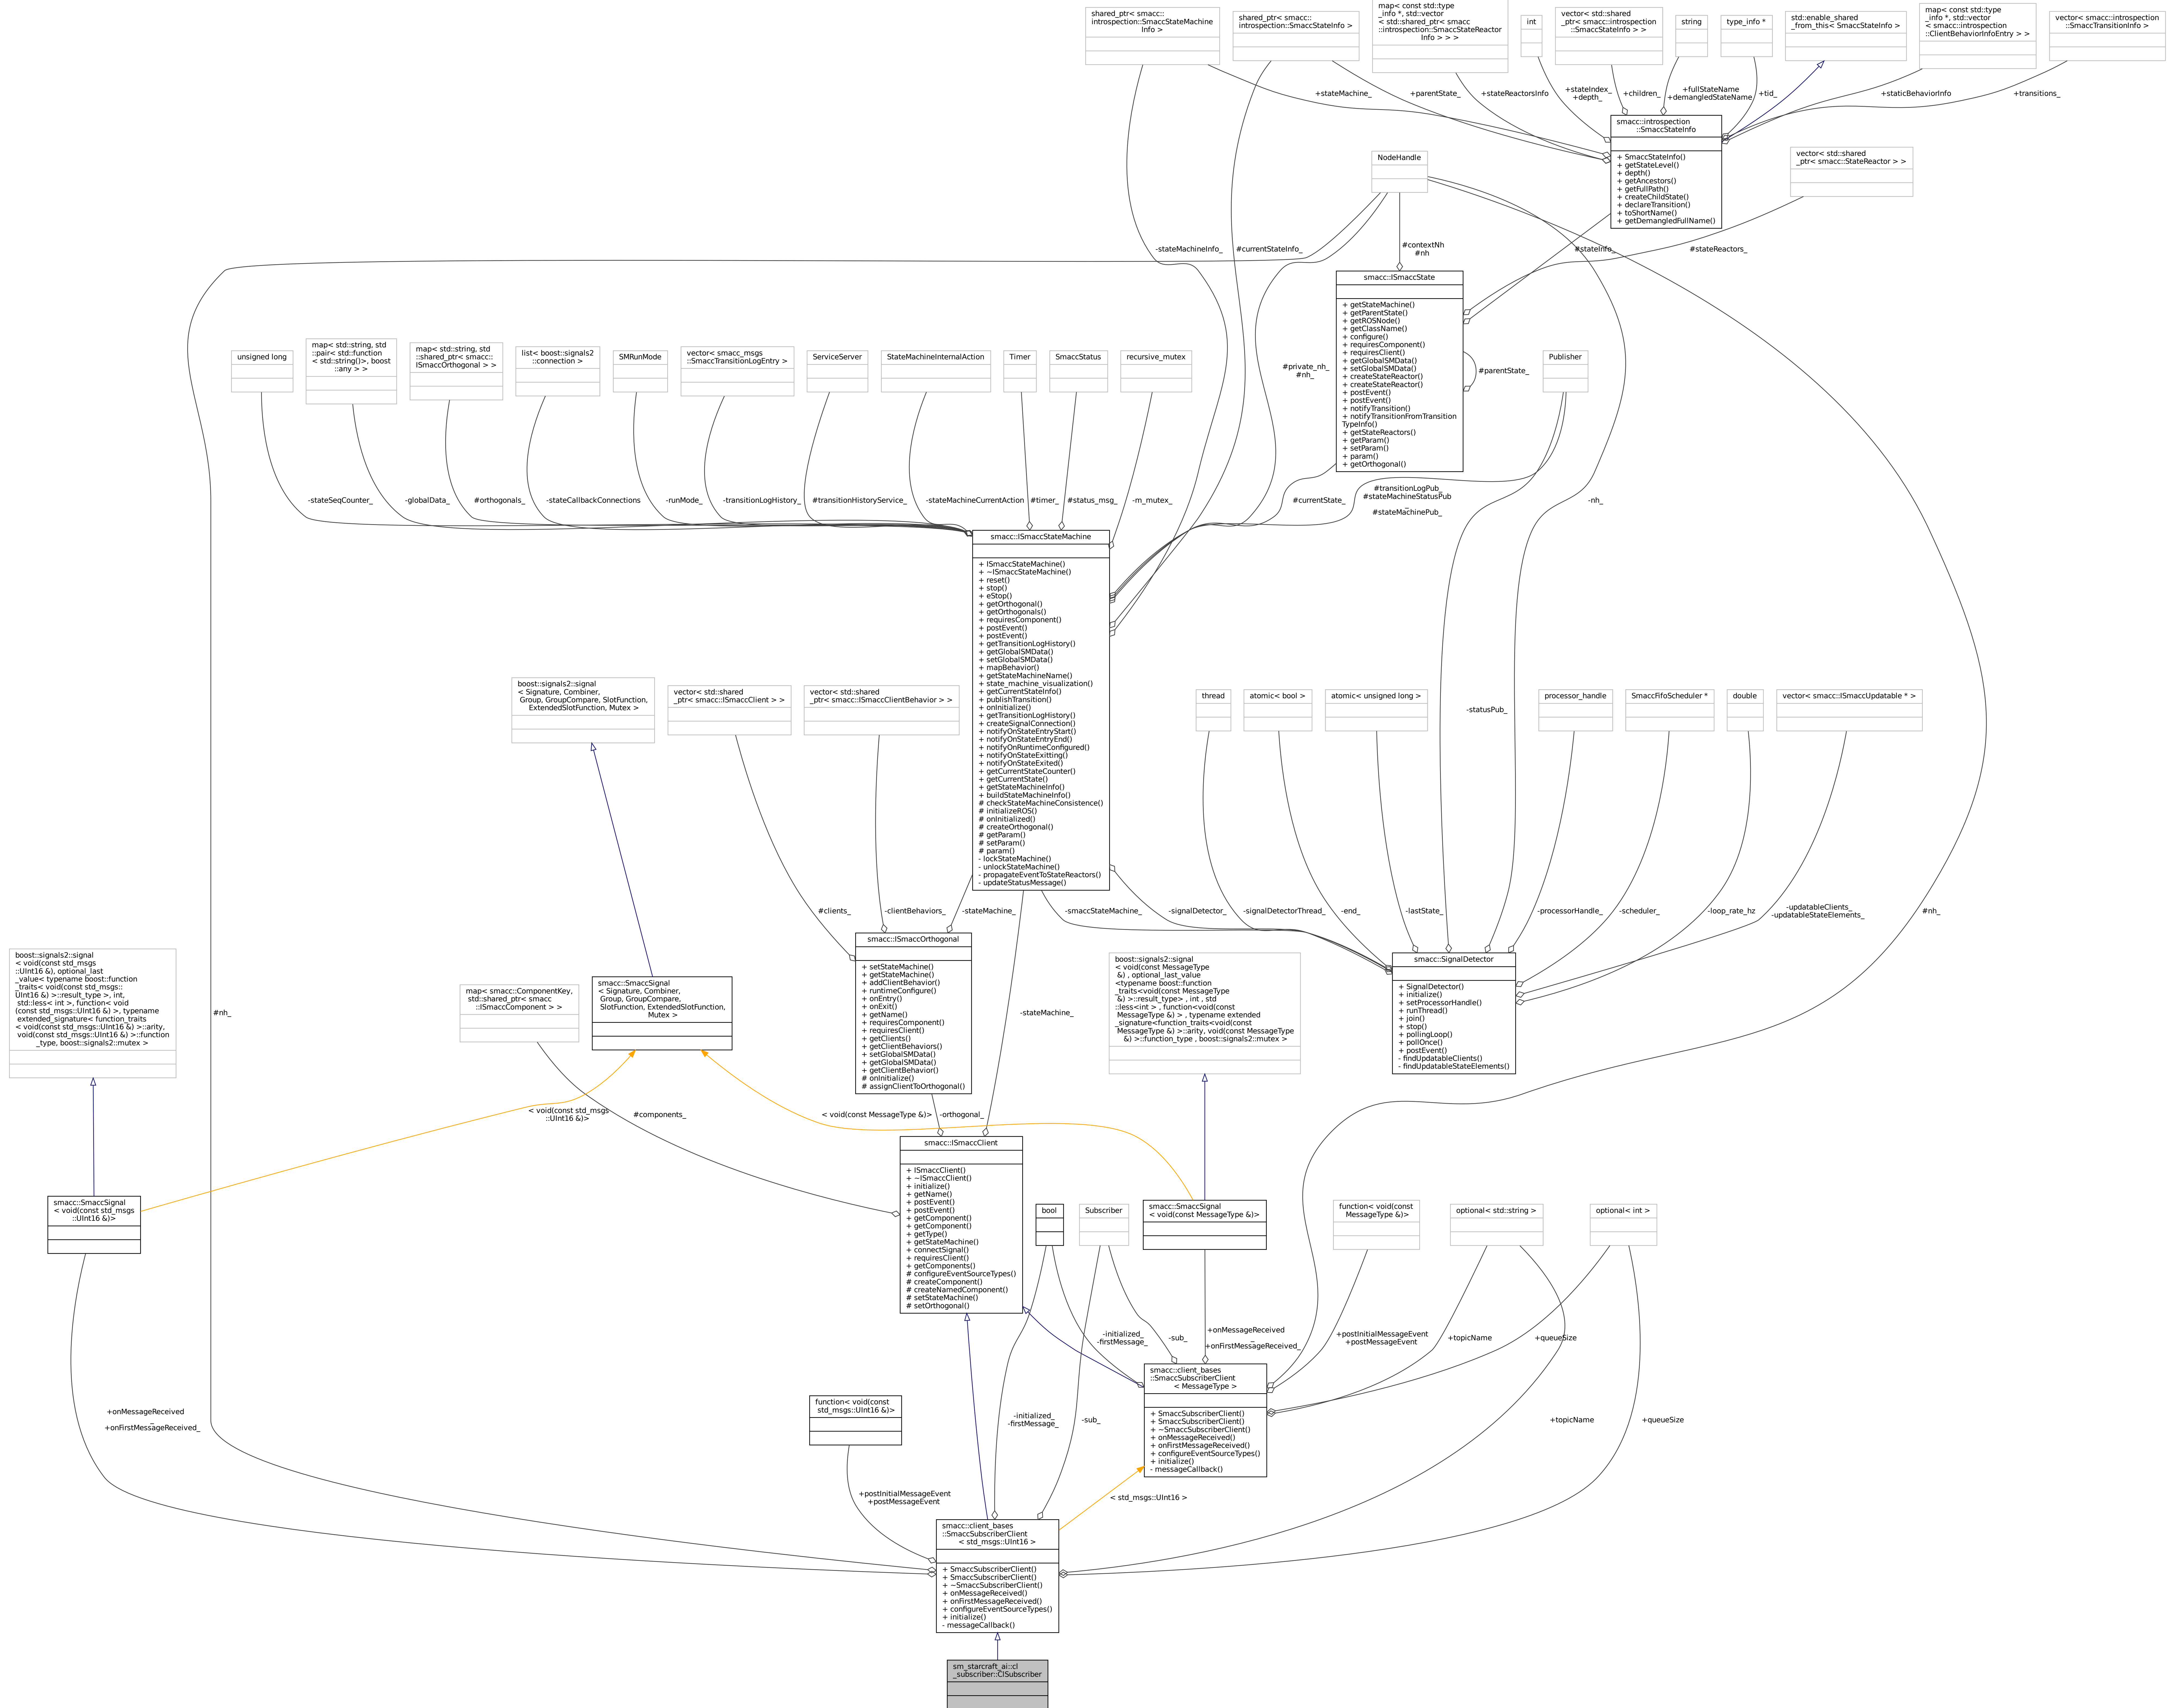 shared_ptr< smacc::
introspection::SmaccStateMachine
Info >
shared_ptr< smacc::
introspection::SmaccStateInfo >
map< const std::type
_info *, std::vector
< std::shared_ptr< smacc
::introspection::SmaccStateReactor
Info > > >
int
vector< std::shared
_ptr< smacc::introspection
::SmaccStateInfo > >
string
type_info *
std::enable_shared
_from_this< SmaccStateInfo >
map< const std::type
_info *, std::vector
< smacc::introspection
::ClientBehaviorInfoEntry > >
vector< smacc::introspection
::SmaccTransitionInfo >
+stateMachine_
+parentState_
+stateReactorsInfo
+stateIndex_
+depth_
+children_
+fullStateName
+demangledStateName
+tid_
+staticBehaviorInfo
+transitions_
smacc::introspection
::SmaccStateInfo
+ SmaccStateInfo()
+ getStateLevel()
+ depth()
+ getAncestors()
+ getFullPath()
+ createChildState()
+ declareTransition()
+ toShortName()
+ getDemangledFullName()
NodeHandle
vector< std::shared
_ptr< smacc::StateReactor > >
-stateMachineInfo_
#currentStateInfo_
#contextNh
#nh
#stateInfo_
#stateReactors_
smacc::ISmaccState
+ getStateMachine()
+ getParentState()
+ getROSNode()
+ getClassName()
+ configure()
+ requiresComponent()
+ requiresClient()
+ getGlobalSMData()
+ setGlobalSMData()
+ createStateReactor()
+ createStateReactor()
+ postEvent()
+ postEvent()
+ notifyTransition()
+ notifyTransitionFromTransition
TypeInfo()
+ getStateReactors()
+ getParam()
+ setParam()
+ param()
+ getOrthogonal()
#parentState_
unsigned long
map< std::string, std
::pair< std::function
< std::string()>, boost
::any > >
map< std::string, std
::shared_ptr< smacc::
ISmaccOrthogonal > >
list< boost::signals2
::connection >
SMRunMode
vector< smacc_msgs
::SmaccTransitionLogEntry >
ServiceServer
StateMachineInternalAction
Timer
SmaccStatus
recursive_mutex
#private_nh_
#nh_
Publisher
-stateSeqCounter_
-globalData_
#orthogonals_
-stateCallbackConnections
-runMode_
-transitionLogHistory_
#transitionHistoryService_
-stateMachineCurrentAction
#timer_
#status_msg_
-m_mutex_
#currentState_
#transitionLogPub_
#stateMachineStatusPub
_
#stateMachinePub_
-nh_
smacc::ISmaccStateMachine
+ ISmaccStateMachine()
+ ~ISmaccStateMachine()
+ reset()
+ stop()
+ eStop()
+ getOrthogonal()
+ getOrthogonals()
+ requiresComponent()
+ postEvent()
+ postEvent()
+ getTransitionLogHistory()
+ getGlobalSMData()
+ setGlobalSMData()
+ mapBehavior()
+ getStateMachineName()
+ state_machine_visualization()
+ getCurrentStateInfo()
+ publishTransition()
+ onInitialize()
+ getTransitionLogHistory()
+ createSignalConnection()
+ notifyOnStateEntryStart()
+ notifyOnStateEntryEnd()
+ notifyOnRuntimeConfigured()
+ notifyOnStateExitting()
+ notifyOnStateExited()
+ getCurrentStateCounter()
+ getCurrentState()
+ getStateMachineInfo()
+ buildStateMachineInfo()
# checkStateMachineConsistence()
# initializeROS()
# onInitialized()
# createOrthogonal()
# getParam()
# setParam()
# param()
- lockStateMachine()
- unlockStateMachine()
- propagateEventToStateReactors()
- updateStatusMessage()
boost::signals2::signal
< Signature, Combiner,
Group, GroupCompare, SlotFunction,
ExtendedSlotFunction, Mutex >
vector< std::shared
_ptr< smacc::ISmaccClient > >
vector< std::shared
_ptr< smacc::ISmaccClientBehavior > >
thread
atomic< bool >
atomic< unsigned long >
-statusPub_
processor_handle
SmaccFifoScheduler *
double
vector< smacc::ISmaccUpdatable * >
#clients_
-clientBehaviors_
-stateMachine_
-smaccStateMachine_
-signalDetector_
-signalDetectorThread_
-end_
-lastState_
-processorHandle_
-scheduler_
-loop_rate_hz
-updatableClients_
-updatableStateElements_
#nh_
smacc::ISmaccOrthogonal
+ setStateMachine()
+ getStateMachine()
+ addClientBehavior()
+ runtimeConfigure()
+ onEntry()
+ onExit()
+ getName()
+ requiresComponent()
+ requiresClient()
+ getClients()
+ getClientBehaviors()
+ setGlobalSMData()
+ getGlobalSMData()
+ getClientBehavior()
# onInitialize()
# assignClientToOrthogonal()
smacc::SignalDetector
+ SignalDetector()
+ initialize()
+ setProcessorHandle()
+ runThread()
+ join()
+ stop()
+ pollingLoop()
+ pollOnce()
+ postEvent()
- findUpdatableClients()
- findUpdatableStateElements()
boost::signals2::signal
< void(const std_msgs
::UInt16 &), optional_last
_value< typename boost::function
_traits< void(const std_msgs::
UInt16 &) >::result_type >, int,
std::less< int >, function< void
(const std_msgs::UInt16 &) >, typename
extended_signature< function_traits
< void(const std_msgs::UInt16 &) >::arity,
void(const std_msgs::UInt16 &) >::function
_type, boost::signals2::mutex >
map< smacc::ComponentKey,
std::shared_ptr< smacc
::ISmaccComponent > >
smacc::SmaccSignal
< Signature, Combiner,
Group, GroupCompare,
SlotFunction, ExtendedSlotFunction,
Mutex >
boost::signals2::signal
< void(const MessageType
&) , optional_last_value
<typename boost::function
_traits<void(const MessageType
&) >::result_type> , int , std
::less<int > , function<void(const
MessageType &) > , typename extended
_signature<function_traits<void(const
MessageType &) >::arity, void(const MessageType
&) >::function_type , boost::signals2::mutex >
#nh_
-stateMachine_
< void(const std_msgs
::UInt16 &)>
#components_
< void(const MessageType &)>
-orthogonal_
smacc::ISmaccClient
+ ISmaccClient()
+ ~ISmaccClient()
+ initialize()
+ getName()
+ postEvent()
+ postEvent()
+ getComponent()
+ getComponent()
+ getType()
+ getStateMachine()
+ connectSignal()
+ requiresClient()
+ getComponents()
# configureEventSourceTypes()
# createComponent()
# createNamedComponent()
# setStateMachine()
# setOrthogonal()
smacc::SmaccSignal
< void(const std_msgs
::UInt16 &)>
bool
Subscriber
smacc::SmaccSignal
< void(const MessageType &)>
function< void(const
MessageType &)>
optional< std::string >
optional< int >
-initialized_
-firstMessage_
-sub_
+onMessageReceived
_
+onFirstMessageReceived_
+postInitialMessageEvent
+postMessageEvent
+topicName
+queueSize
smacc::client_bases
::SmaccSubscriberClient
< MessageType >
+ SmaccSubscriberClient()
+ SmaccSubscriberClient()
+ ~SmaccSubscriberClient()
+ onMessageReceived()
+ onFirstMessageReceived()
+ configureEventSourceTypes()
+ initialize()
- messageCallback()
function< void(const
std_msgs::UInt16 &)>
+onMessageReceived
_
+onFirstMessageReceived_
-initialized_
-firstMessage_
-sub_
+topicName
+queueSize
+postInitialMessageEvent
+postMessageEvent
< std_msgs::UInt16 >
smacc::client_bases
::SmaccSubscriberClient
< std_msgs::UInt16 >
+ SmaccSubscriberClient()
+ SmaccSubscriberClient()
+ ~SmaccSubscriberClient()
+ onMessageReceived()
+ onFirstMessageReceived()
+ configureEventSourceTypes()
+ initialize()
- messageCallback()
sm_starcraft_ai::cl
_subscriber::ClSubscriber